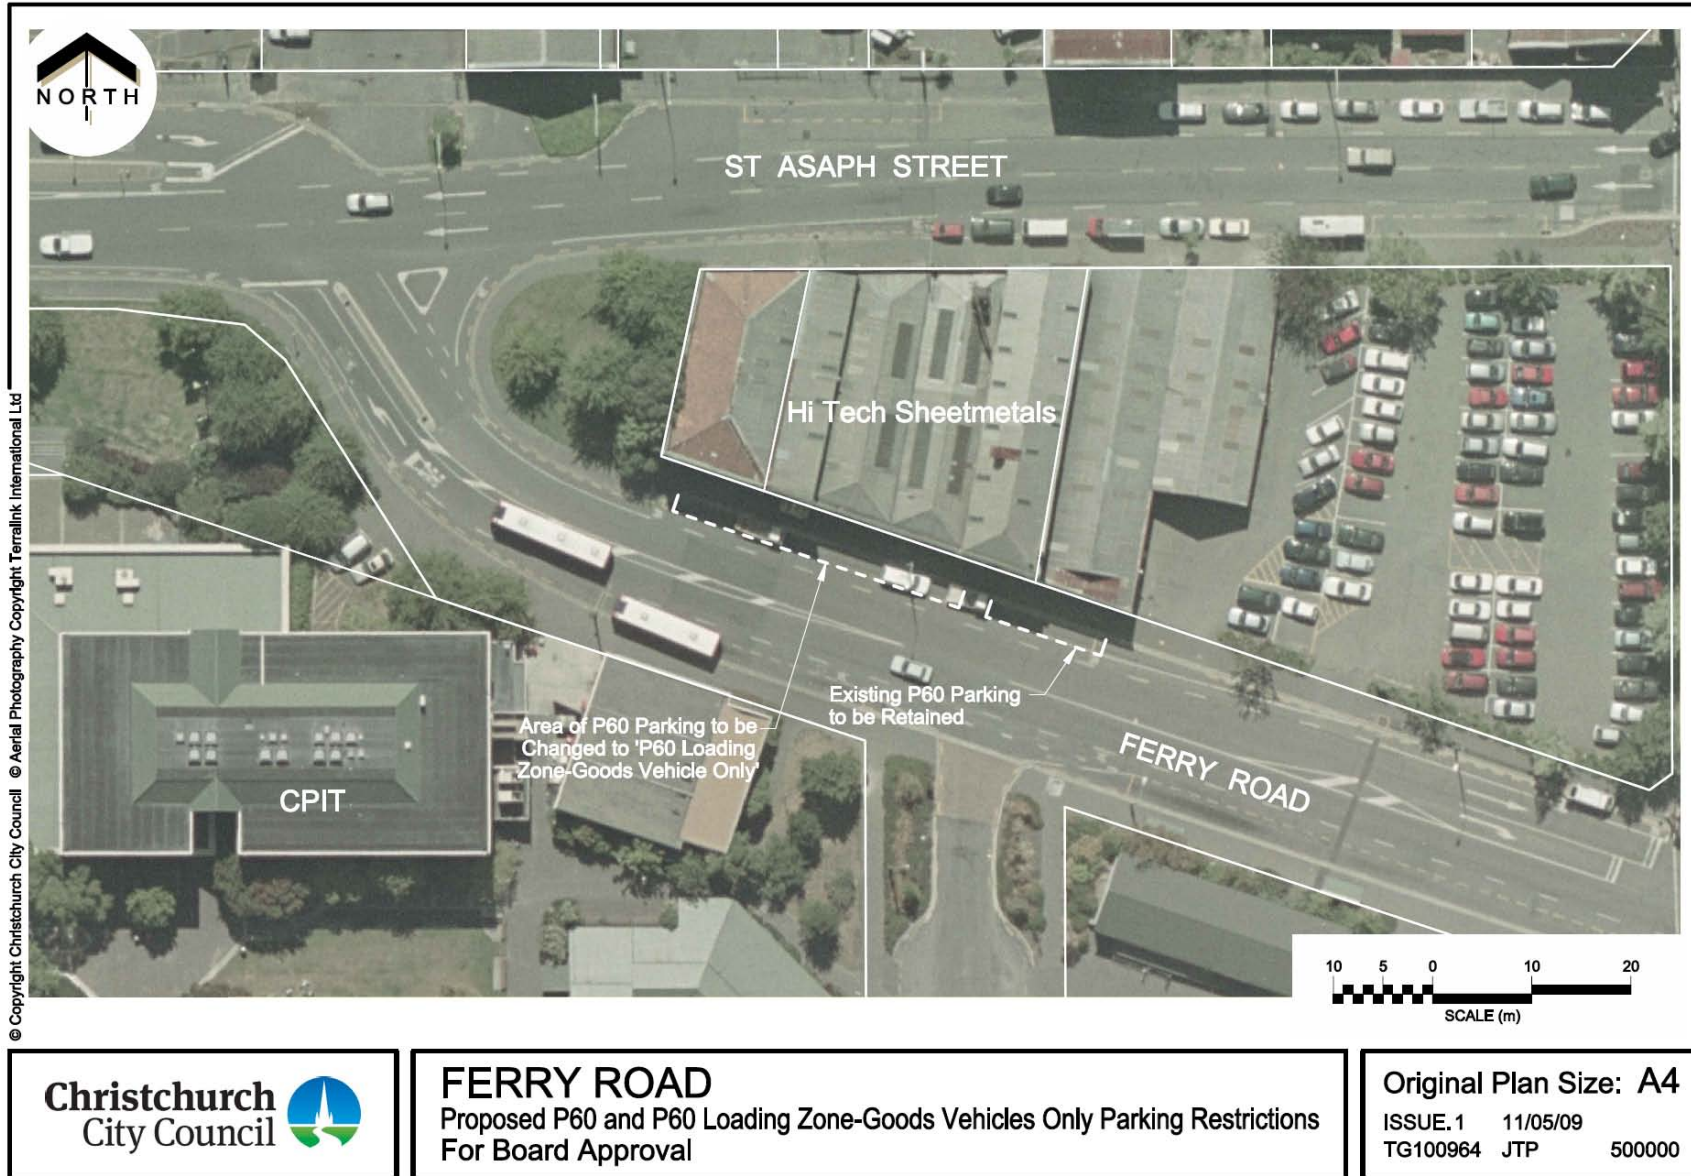 NORTH
ST ASAPH STREET
Hi Tech Sheetmetals
Existing P60 Parking
to be Retained
Area of P60 Parking to be
Changed to 'P60 Loading
Zone-Goods Vehicle Only'
FERRY ROAD
CPIT
10 5 0 10 20
SCALE (m)
© Copyright Christchurch City Council © Aerial Photography Copyright Terralink International Ltd
Christchurch
City Council
FERRY ROAD
Proposed P60 and P60 Loading Zone-Goods Vehicles Only Parking Restrictions
For Board Approval
Original Plan Size: A4
ISSUE.1 11/05/09
TG100964 JTP 500000